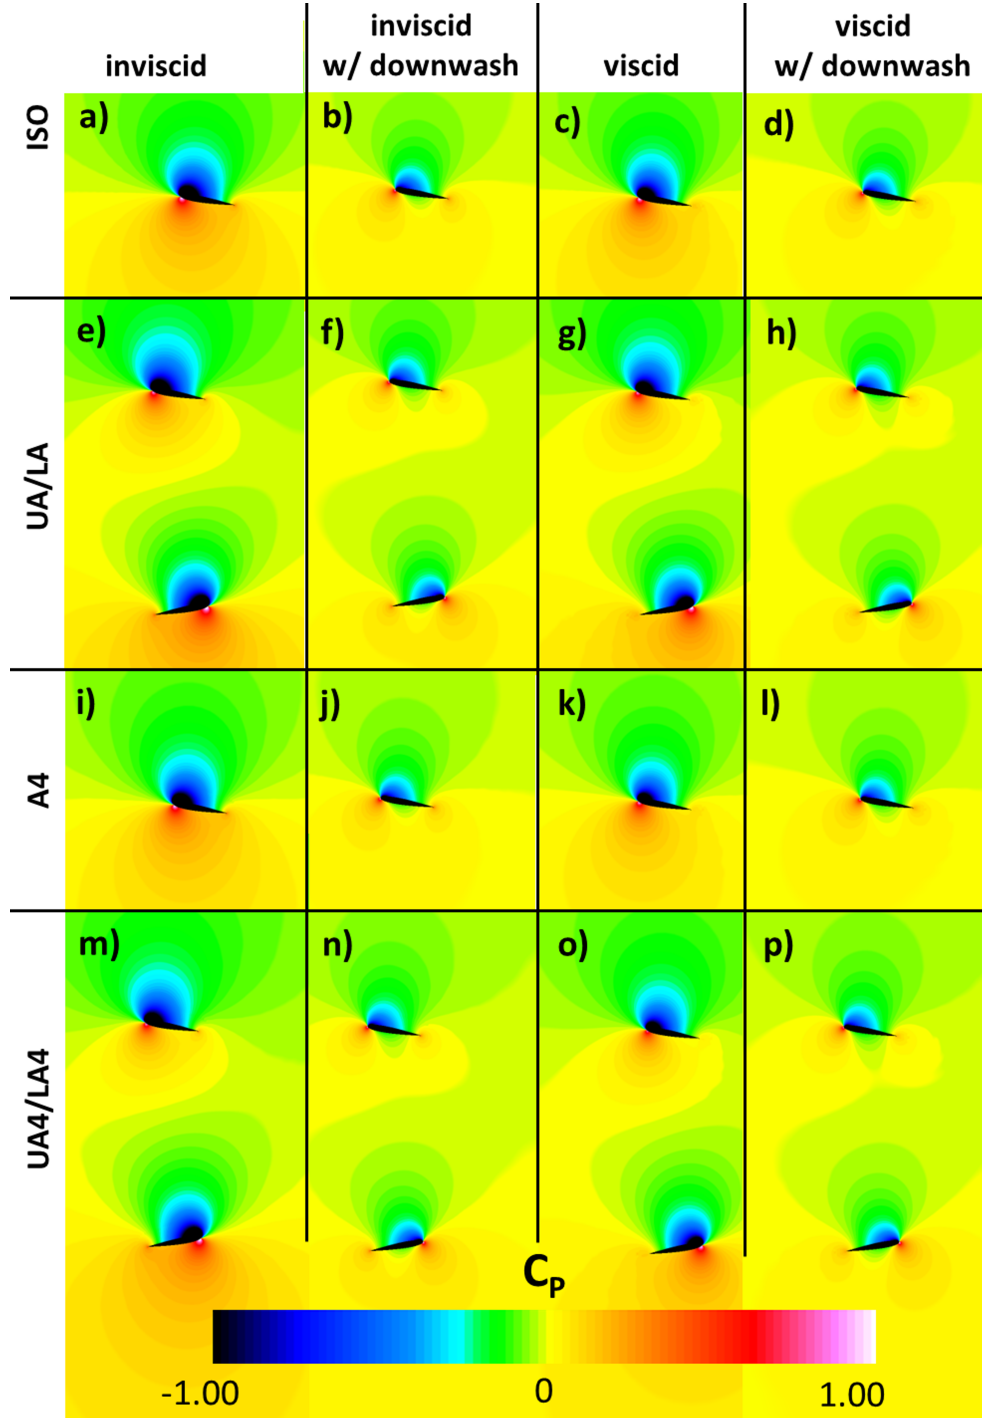 inviscid
inviscid
w/ downwash
viscid
viscid
w/ downwash
ISO
a)
b)
c)
d)
UA/LA
e)
f)
g)
h)
A4
i)
j)
k)
l)
UA4/LA4
m)
n)
o)
p)
CP
-1.00
0
1.00